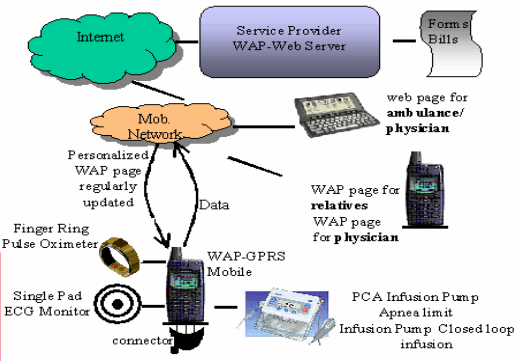 Internet
Service Provider
WAP-Web Server
Forms
Bills
web page for
ambulance/
physician
Mob.
Network
Personalized
WAP page
regularly
updated
Data
WAP page for
relatives
WAP page
for physician
Finger Ring
Pulse Oximeter
WAP-GPRS
Mobile
Single Pad
ECG Monitor
connector
PCA Infusion Pump
Apnea limit
Infusion Pump Closed loop
infusion